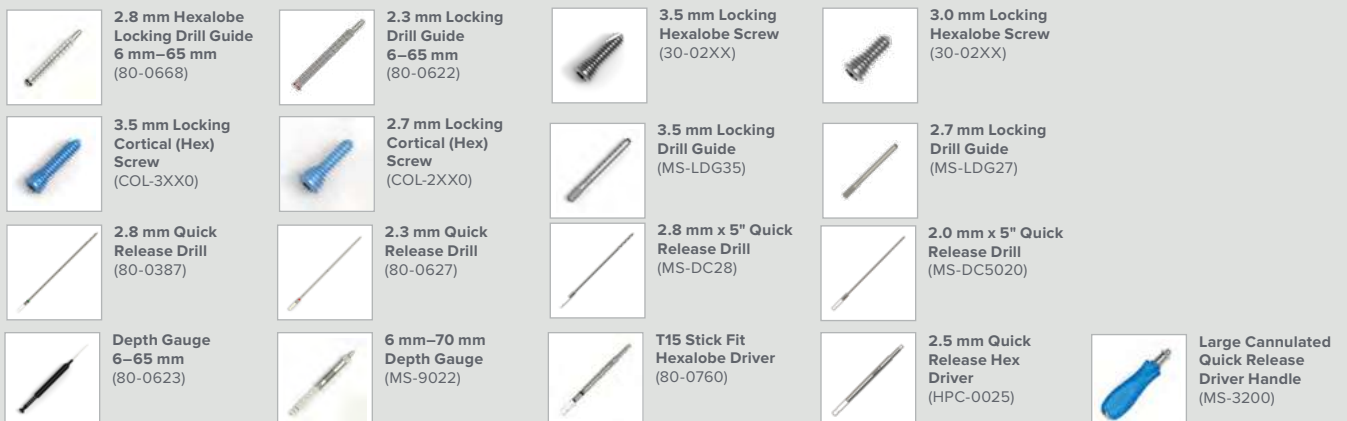 2.8 mm Hexalobe
Locking Drill Guide
6 mm–65 mm
(80-0668)
2.3 mm Locking
Drill Guide
6–65 mm
(80-0622)
3.5 mm Locking
Hexalobe Screw
(30-02XX)
3.0 mm Locking
Hexalobe Screw
(30-02XX)
3.5 mm Locking
Cortical (Hex)
Screw
(COL-3XX0)
2.7 mm Locking
Cortical (Hex)
Screw
(COL-2XX0)
3.5 mm Locking
Drill Guide
(MS-LDG35)
2.7 mm Locking
Drill Guide
(MS-LDG27)
2.8 mm Quick
Release Drill
(80-0387)
2.3 mm Quick
Release Drill
(80-0627)
2.8 mm x 5" Quick
Release Drill
(MS-DC28)
2.0 mm x 5" Quick
Release Drill
(MS-DC5020)
Depth Gauge
6–65 mm
(80-0623)
6 mm–70 mm
Depth Gauge
(MS-9022)
T15 Stick Fit
Hexalobe Driver
(80-0760)
2.5 mm Quick
Release Hex
Driver
(HPC-0025)
Large Cannulated
Quick Release
Driver Handle
(MS-3200)